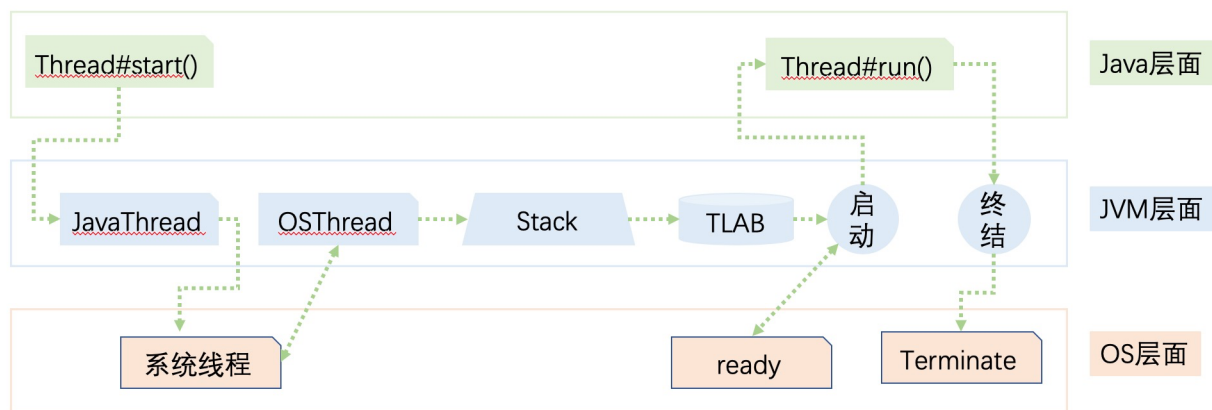 Thread#start()
Thread#run()
Java层面
JavaThread
OSThread
Stack
TLAB
启
动
终
结
JVM层面
系统线程
ready
Terminate
OS层面